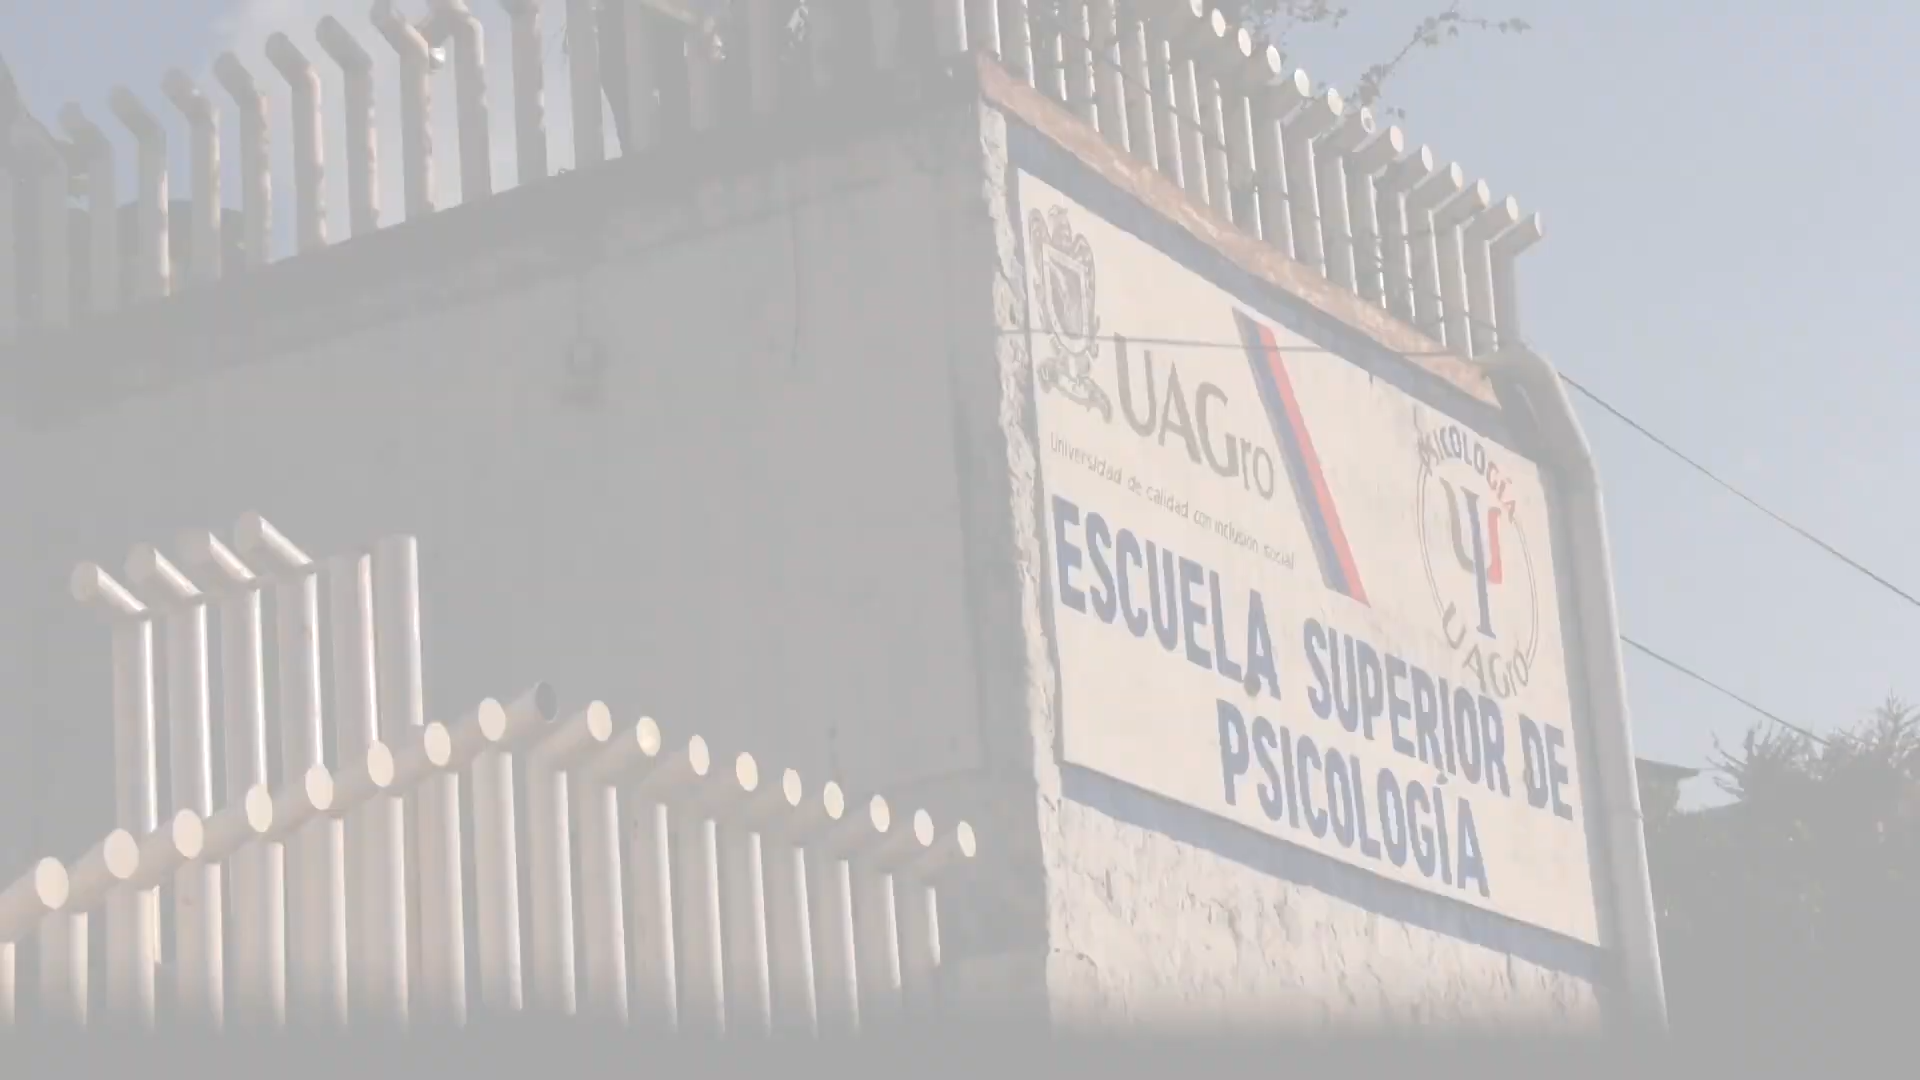 UAGro
Universidad de calidad con inclusión social
PSICOLOGÍA
UAGro
ESCUELA SUPERIOR DE
PSICOLOGÍA